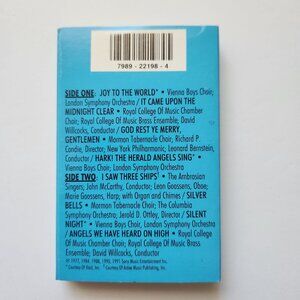 7989 - 22198 - 4
SIDE ONE: JOY TO THE WORLD* • Vienna Boys Choir;
London Symphony Orchestra / IT CAME UPON THE
MIDNIGHT CLEAR • Royal College Of Music Chamber
Choir; Royal College Of Music Brass Ensemble, David
Willcocks, Conductor / GOD REST YE MERRY,
GENTLEMEN • Mormon Tabernacle Choir; Richard P.
Condie, Director; New York Philharmonic; Leonard Bernstein,
Conductor / HARK! THE HERALD ANGELS SING* •
Vienna Boys Choir; London Symphony Orchestra
SIDE TWO: I SAW THREE SHIPS† • The Ambrosian
Singers; John McCarthy, Conductor; Leon Goossens, Oboe;
Marie Goossens, Harp; with Organ and Chimes / SILVER
BELLS • Mormon Tabernacle Choir; The Columbia
Symphony Orchestra; Jerold D. Ottley, Director / SILENT
NIGHT* • Vienna Boys Choir, London Symphony Orchestra
/ ANGELS WE HAVE HEARD ON HIGH • Royal College
Of Music Chamber Choir; Royal College Of Music Brass
Ensemble; David Willcocks, Conductor
Sony Music Entertainment Inc.